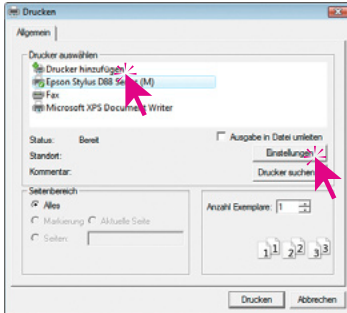 Drucken
Allgemein
Drucker auswählen
Drucker hinzufügen
Epson Stylus D88 Series (M)
Fax
Microsoft XPS Document Writer
Status: Bereit
Standort:
Kommentar:
Ausgabe in Datei umleiten
Einstellungen
Drucker suchen
Seitenbereich
Alles
Markierung Aktuelle Seite
Seiten:
Anzahl Exemplare: 1
1 1 2 2 3 3
Drucken Abbrechen